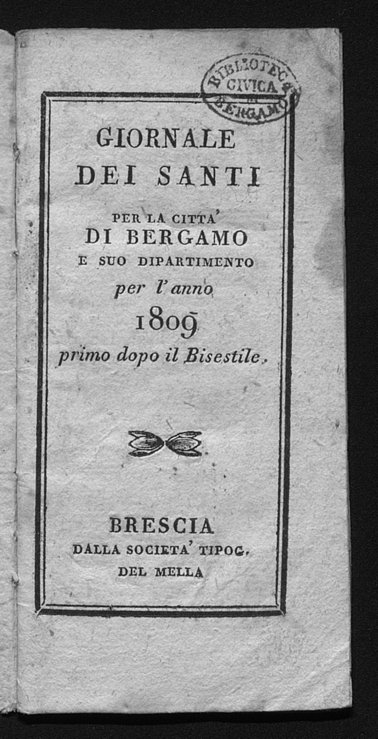 BIBLIOTECA
CIVICA
DI
BERGAMO
GIORNALE
DEI SANTI
PER LA CITTA'
DI BERGAMO
E SUO DIPARTIMENTO
per l'anno
1809
primo dopo il Bisestile.
BRESCIA
DALLA SOCIETA' TIPOG.
DEL MELLA